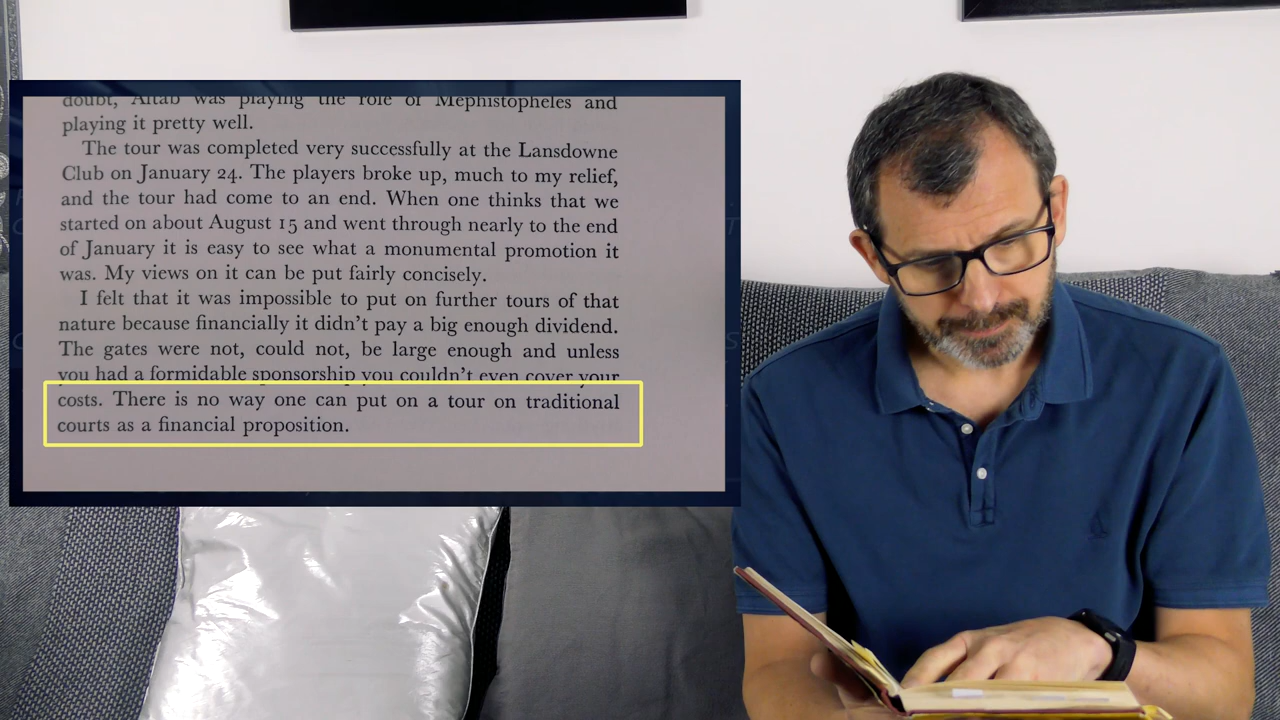 doubt, Aftab was playing the role of Mephistopheles and
playing it pretty well.
The tour was completed very successfully at the Lansdowne
Club on January 24. The players broke up, much to my relief,
and the tour had come to an end. When one thinks that we
started on about August 15 and went through nearly to the end
of January it is easy to see what a monumental promotion it
was. My views on it can be put fairly concisely.
I felt that it was impossible to put on further tours of that
nature because financially it didn't pay a big enough dividend.
The gates were not, could not, be large enough and unless
you had a formidable sponsorship you couldn't even cover your
costs. There is no way one can put on a tour on traditional
courts as a financial proposition.